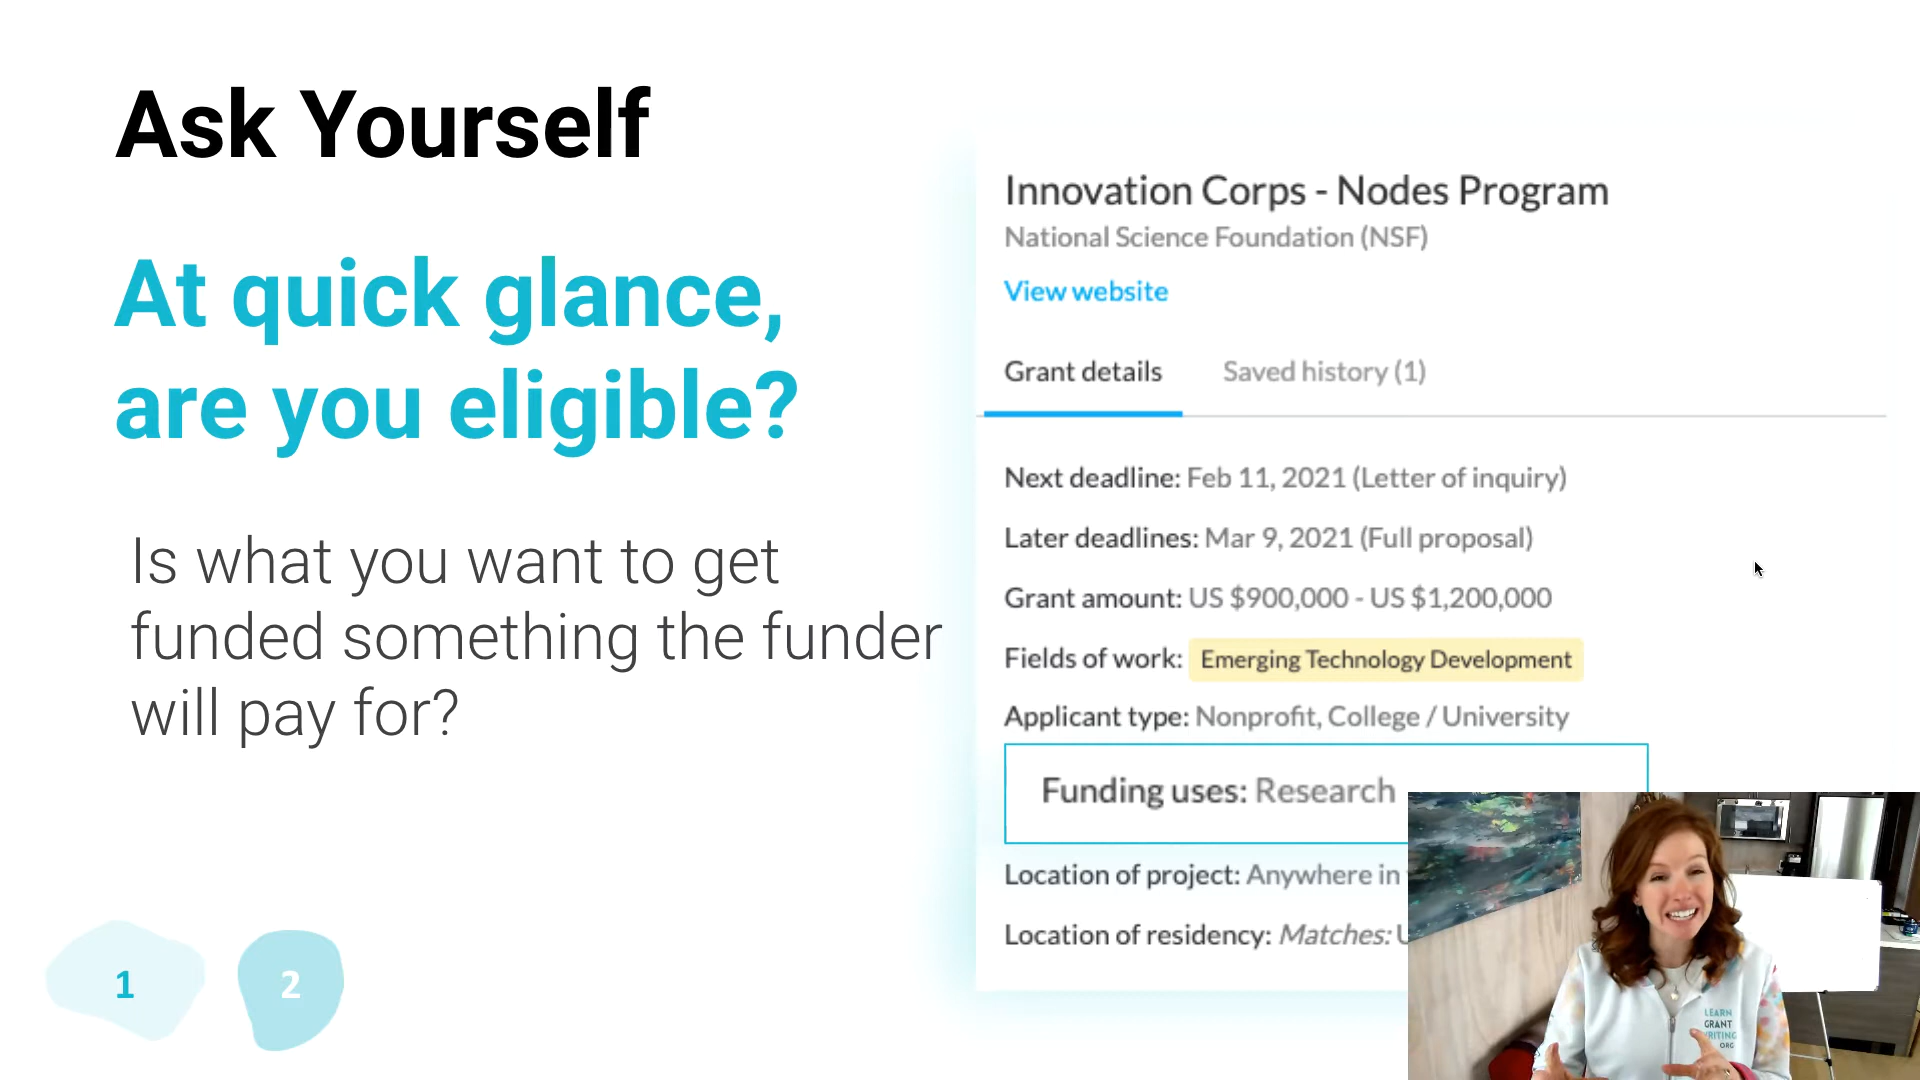 Ask Yourself
At quick glance,
are you eligible?
Is what you want to get
funded something the funder
will pay for?
1
2
Innovation Corps - Nodes Program
National Science Foundation (NSF)
View website
Grant details
Saved history (1)
Next deadline: Feb 11, 2021 (Letter of inquiry)
Later deadlines: Mar 9, 2021 (Full proposal)
Grant amount: US $900,000 - US $1,200,000
Fields of work: Emerging Technology Development
Applicant type: Nonprofit, College / University
Funding uses: Research
Location of project: Anywhere in
Location of residency: Matches:
LEARN
GRANT
WRITING
ORG